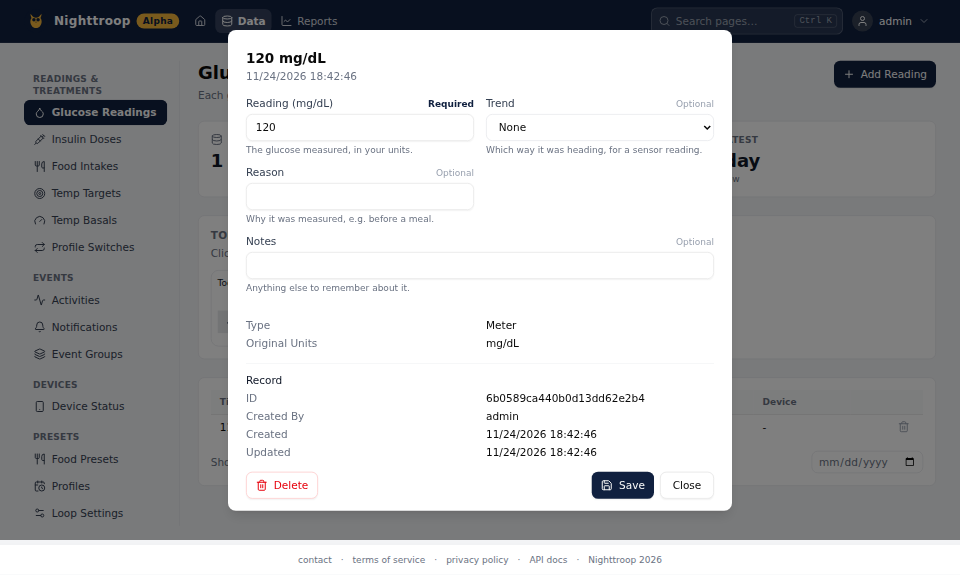 Nighttroop Alpha Data Reports Search pages... Ctrl K admin
120 mg/dL
11/24/2026 18:42:46
Reading (mg/dL) Required
120
The glucose measured, in your units.
Trend Optional
None
Which way it was heading, for a sensor reading.
Reason Optional
Why it was measured, e.g. before a meal.
Notes Optional
Anything else to remember about it.
Type Meter
Original Units mg/dL
Record
ID 6b0589ca440b0d13dd62e2b4
Created By admin
Created 11/24/2026 18:42:46
Updated 11/24/2026 18:42:46
Delete Save Close
READINGS &
TREATMENTS
Glucose Readings
Insulin Doses
Food Intakes
Temp Targets
Temp Basals
Profile Switches
EVENTS
Activities
Notifications
Event Groups
DEVICES
Device Status
PRESETS
Food Presets
Profiles
Loop Settings
Add Reading
Each
1
Device
-
mm/dd/yyyy
contact · terms of service · privacy policy · API docs · Nighttroop 2026